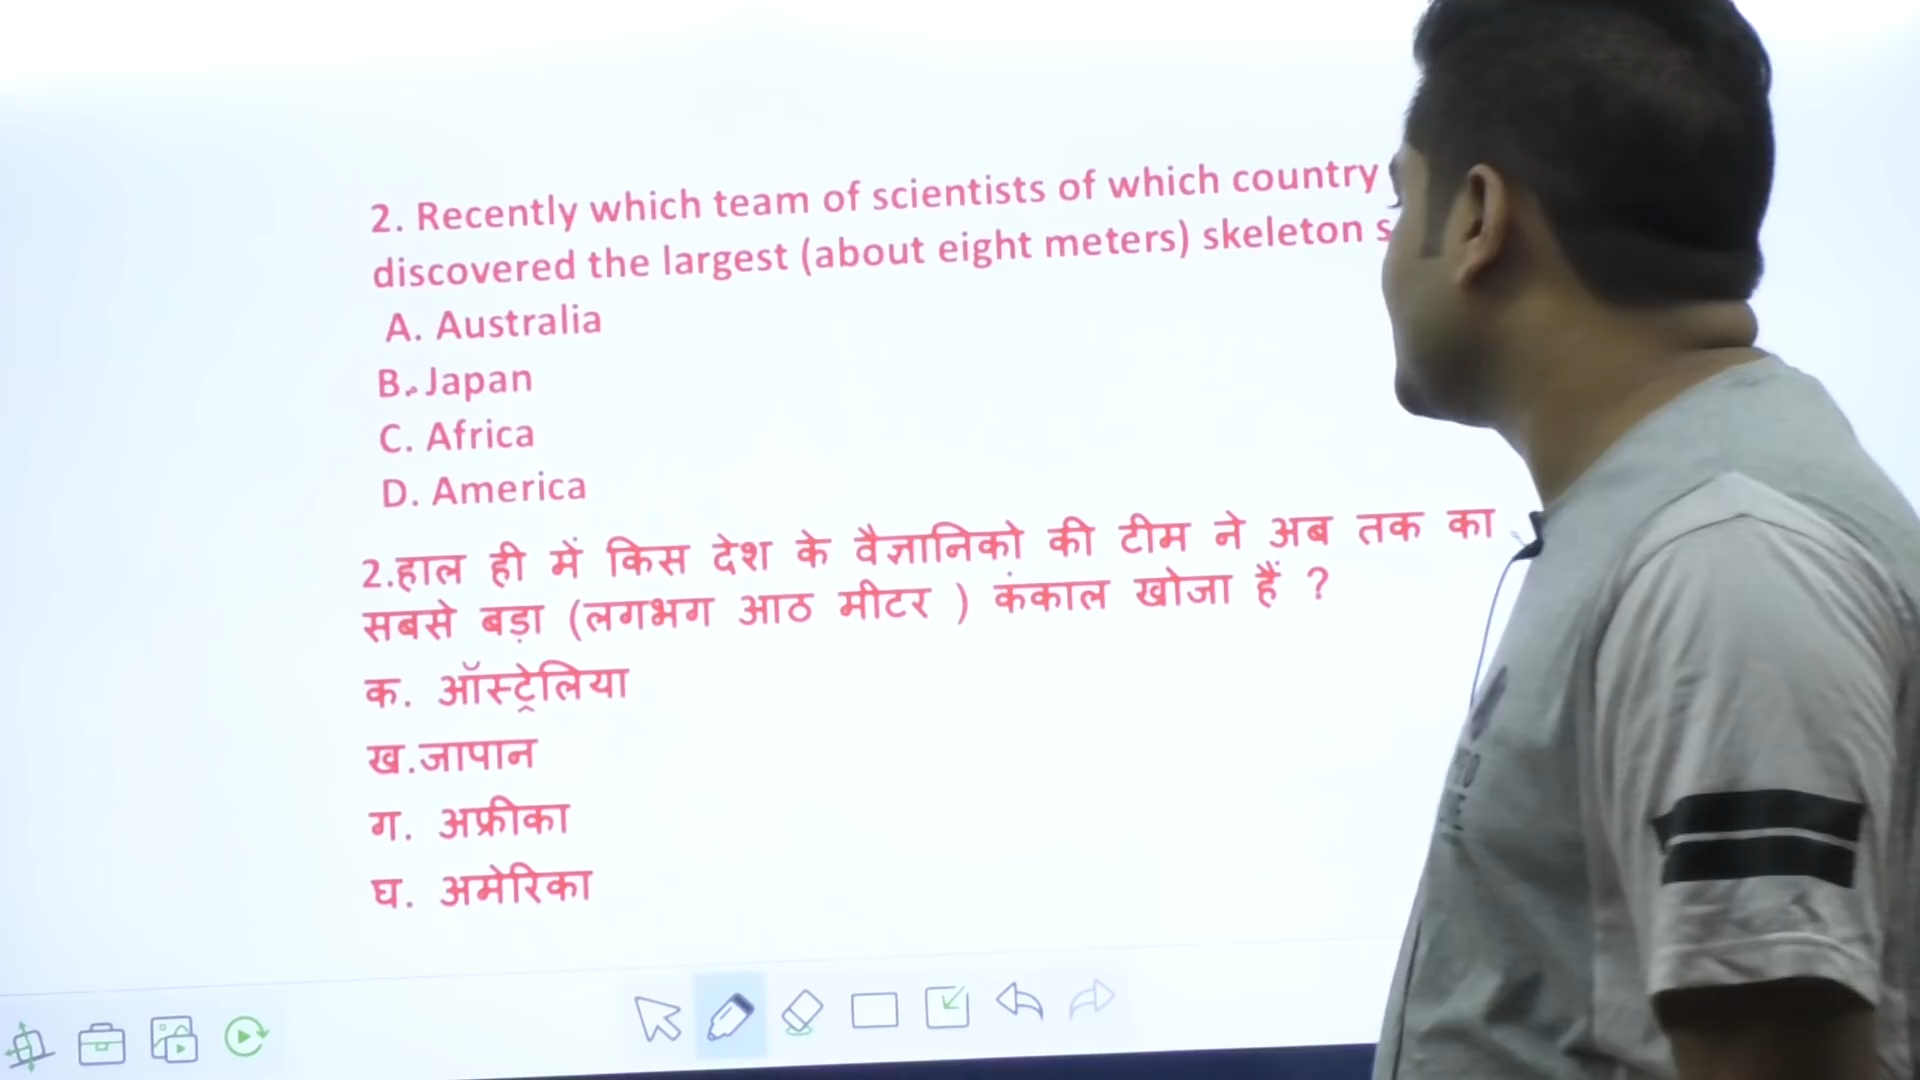 2. Recently which team of scientists of which country
discovered the largest (about eight meters) skeleton
A. Australia
B. Japan
C. Africa
D. America
2.हाल ही में किस देश के वैज्ञानिको की टीम ने अब तक का
सबसे बड़ा (लगभग आठ मीटर ) कंकाल खोजा हैं ?
क. ऑस्ट्रेलिया
ख.जापान
ग. अफ्रीका
घ. अमेरिका